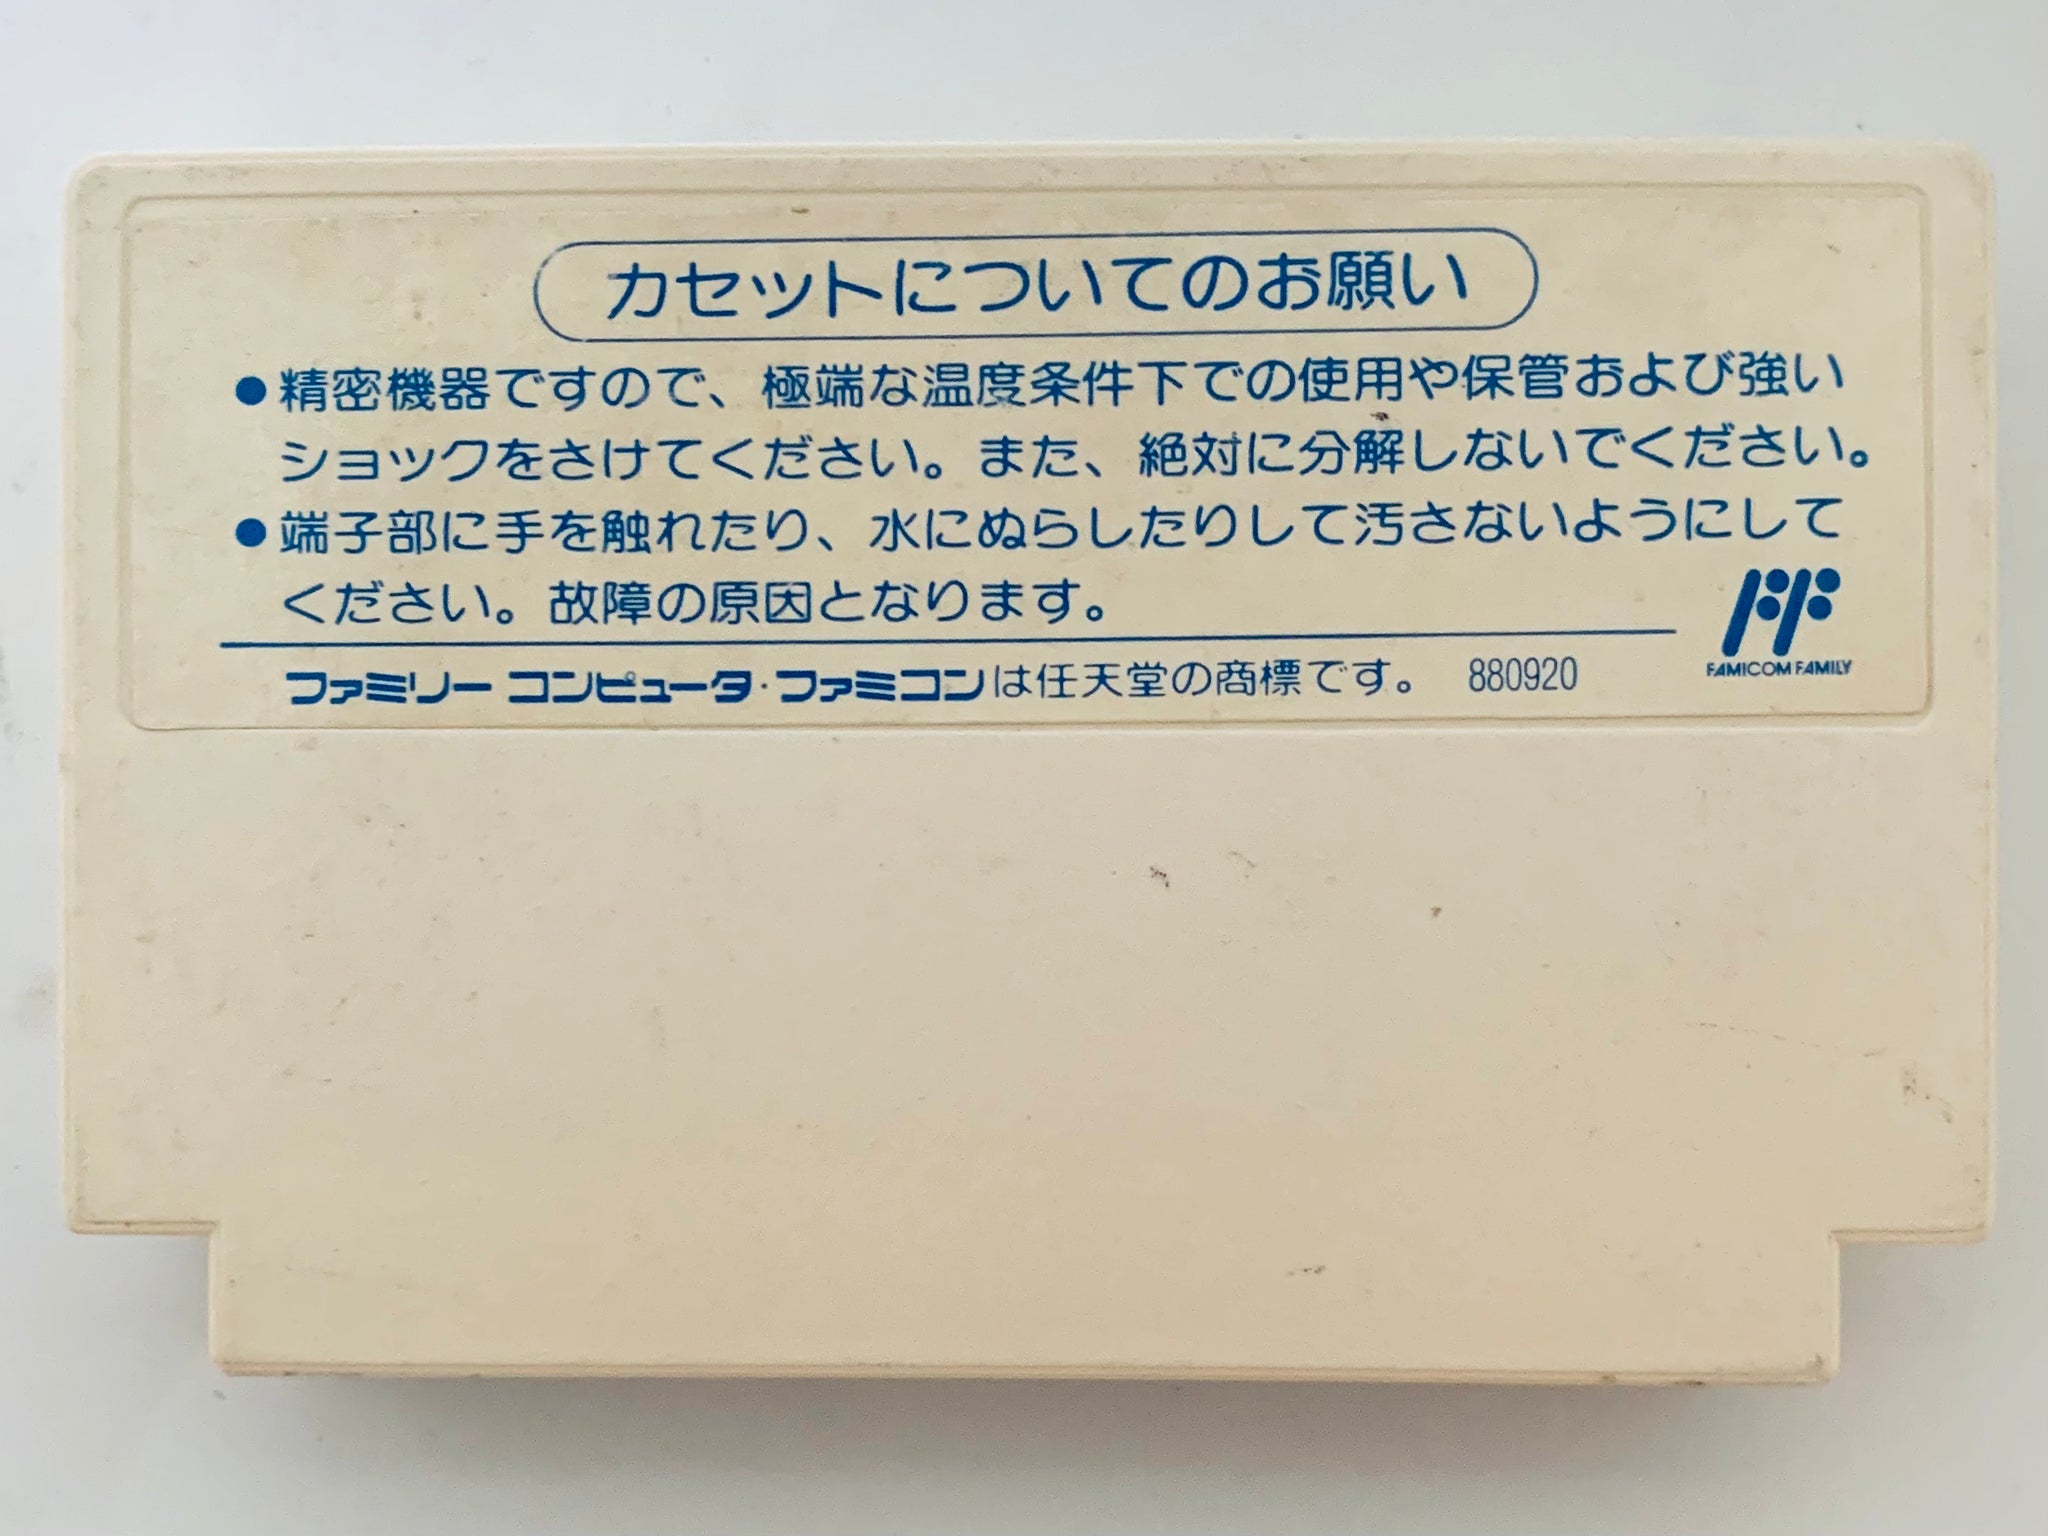 カセットについてのお願い
●精密機器ですので、極端な温度条件下での使用や保管および強い
ショックをさけてください。また、絶対に分解しないでください。
●端子部に手を触れたり、水にぬらしたりして汚さないようにして
ください。故障の原因となります。
ファミリー コンピュータ・ファミコンは任天堂の商標です。 880920
FF
FAMICOM FAMILY